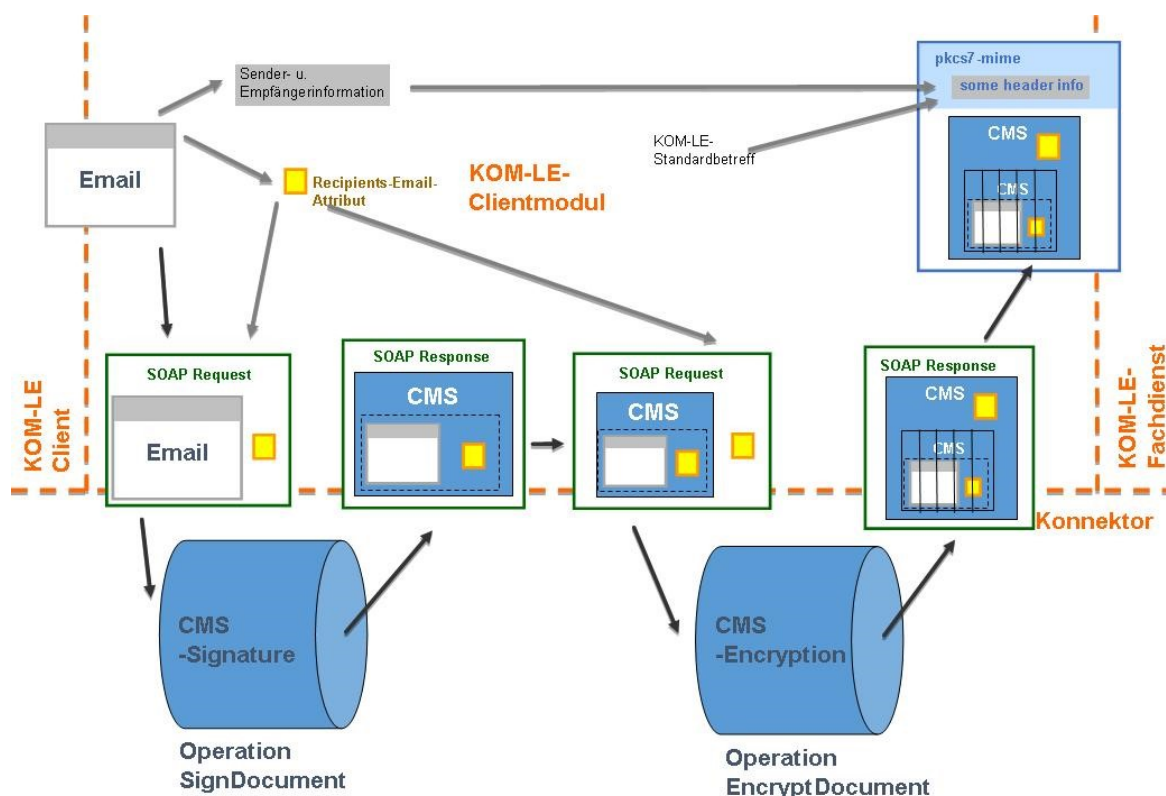 Sender- u.
Empfängerinformation
pkcs7-mime
some header info
CMS
CMS
KOM-LE-
Standardbetreff
Email
Recipients-Email-
Attribut
KOM-LE-
Clientmodul
SOAP Request
Email
SOAP Response
CMS
SOAP Request
CMS
SOAP Response
CMS
CMS
KOM-LE
Client
KOM-LE-
Fachdienst
Konnektor
CMS
-Signature
CMS
-Encryption
Operation
SignDocument
Operation
EncryptDocument